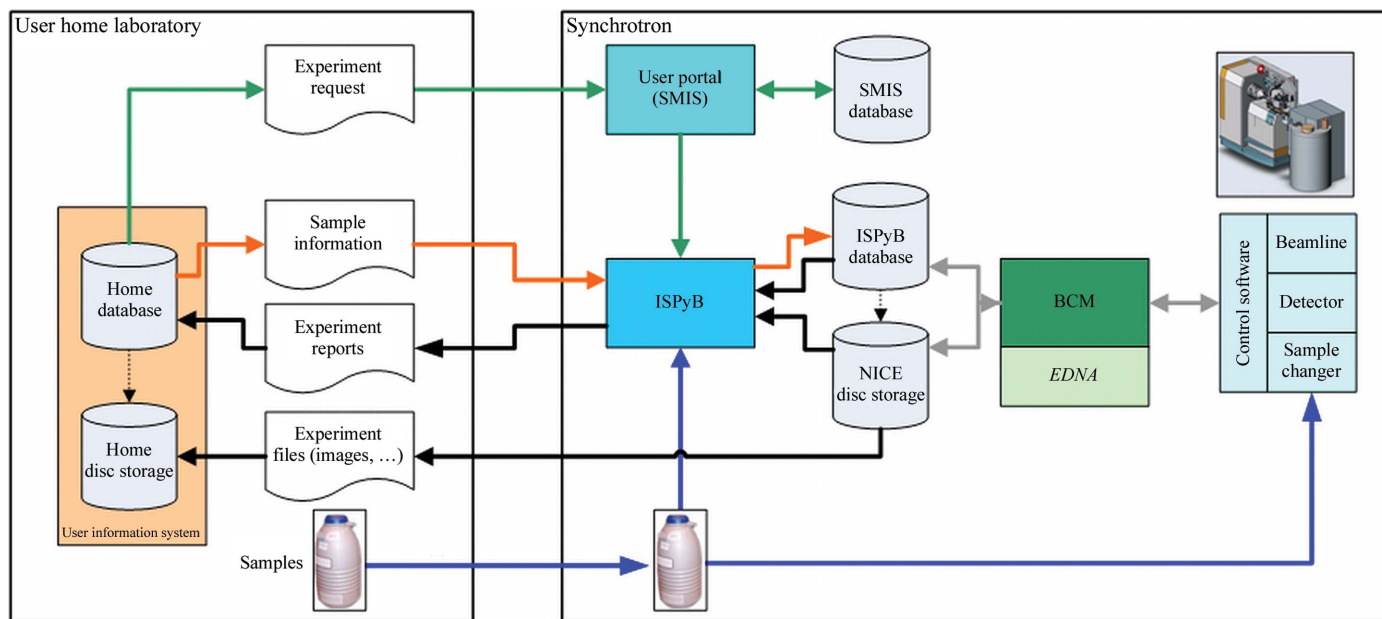 User home laboratory
Synchrotron
Experiment
request
User portal
(SMIS)
SMIS
database
Sample
information
ISPyB
database
Home
database
ISPyB
BCM
Control software
Beamline
Detector
Sample
changer
Experiment
reports
NICE
disc storage
EDNA
Home
disc storage
Experiment
files (images, …)
User information system
Samples